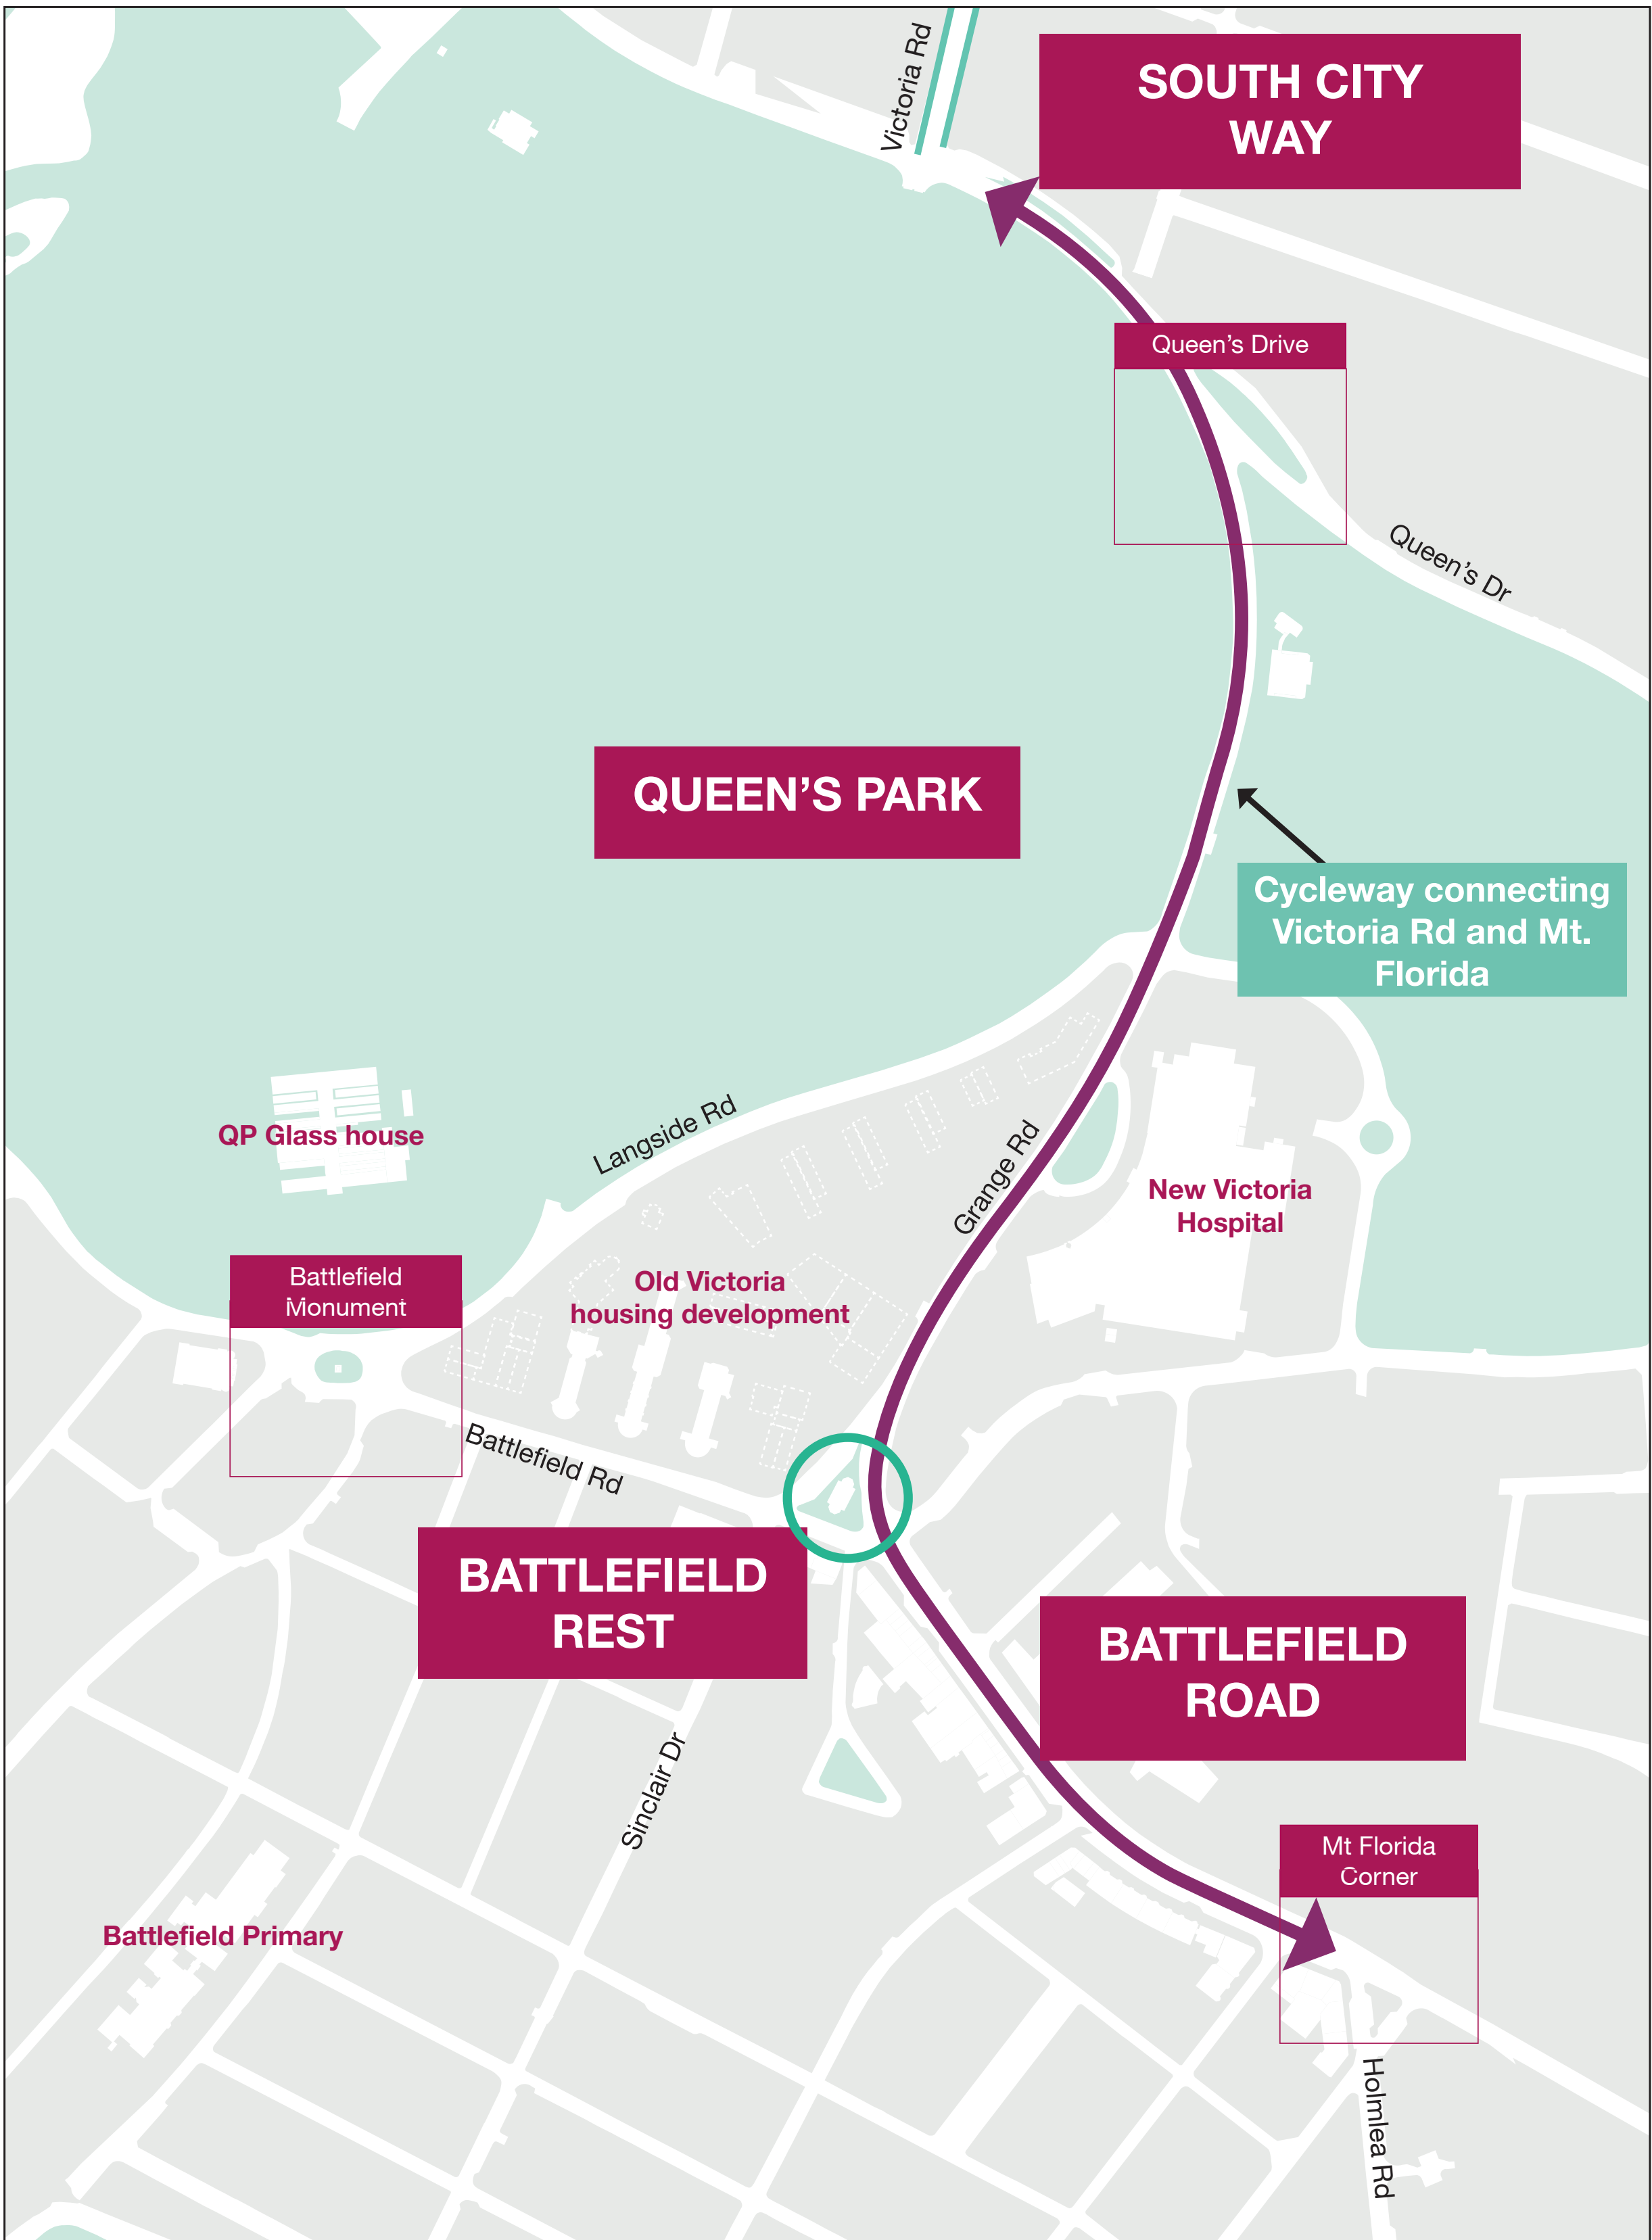 Victoria Rd
SOUTH CITY
WAY
Queen's Drive
Queen's Dr
QUEEN'S PARK
Cycleway connecting
Victoria Rd and Mt.
Florida
Langside Rd
QP Glass house
Grange Rd
New Victoria
Hospital
Battlefield
Monument
Old Victoria
housing development
Battlefield Rd
BATTLEFIELD
REST
BATTLEFIELD
ROAD
Sinclair Dr
Mt Florida
Corner
Battlefield Primary
Holmlea Rd